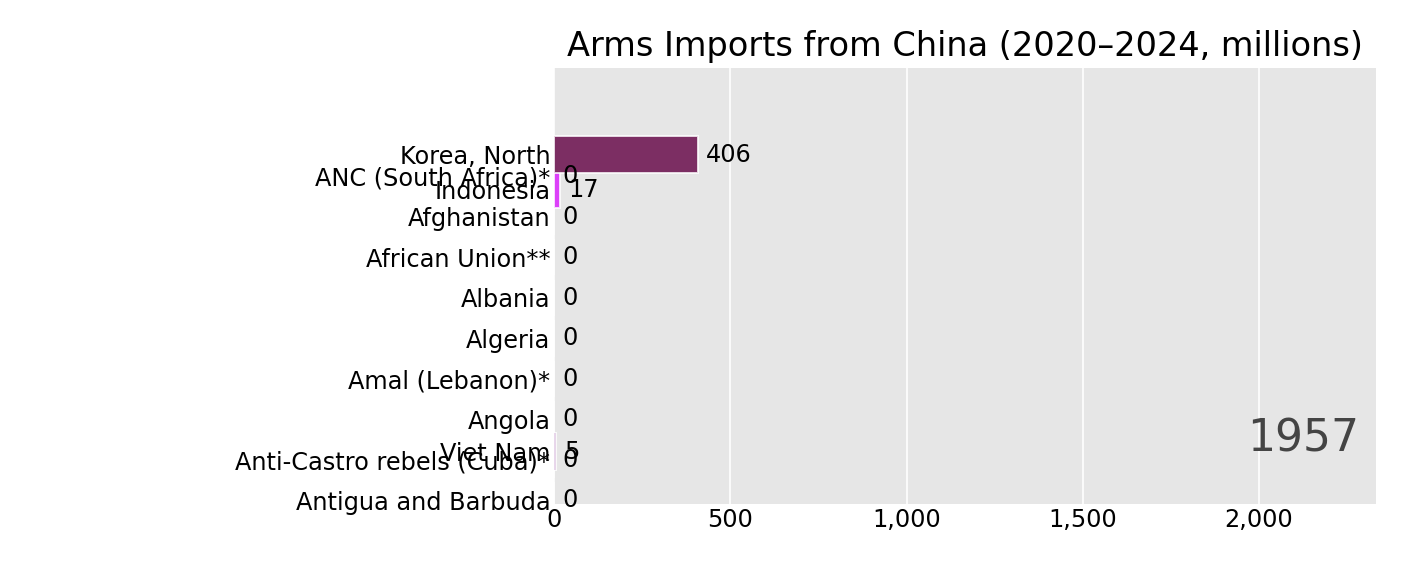 Arms Imports from China (2020–2024, millions)
Korea, North 406
ANC (South Africa)* 0
Indonesia 17
Afghanistan 0
African Union** 0
Albania 0
Algeria 0
Amal (Lebanon)* 0
Angola 0
1957
Viet Nam 5
Anti-Castro rebels (Cuba)* 0
Antigua and Barbuda 0
0 500 1,000 1,500 2,000